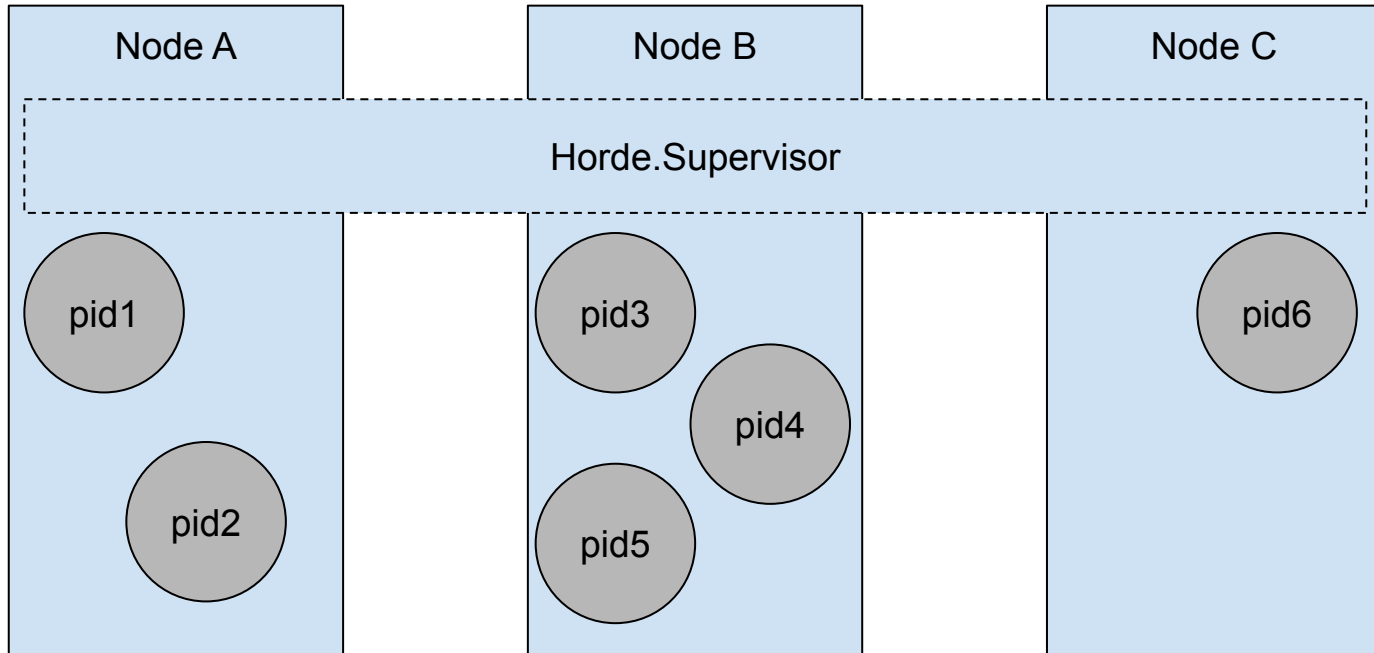 Node A
Node B
Node C
Horde.Supervisor
pid1
pid3
pid6
pid4
pid2
pid5